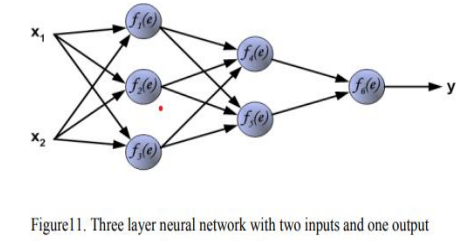 f₁(e)
x₁
f₄(e)
f₂(e)
f₆(e)
y
f₅(e)
x₂
f₃(e)
Figure11. Three layer neural network with two inputs and one output